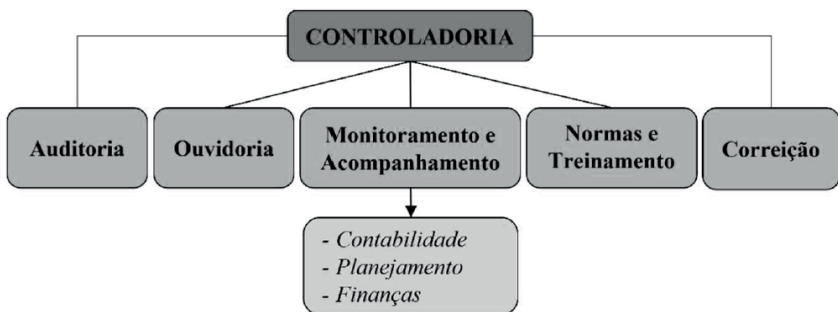 CONTROLADORIA
Auditoria
Ouvidoria
Monitoramento e
Acompanhamento
Normas e
Treinamento
Correição
- Contabilidade
- Planejamento
- Finanças